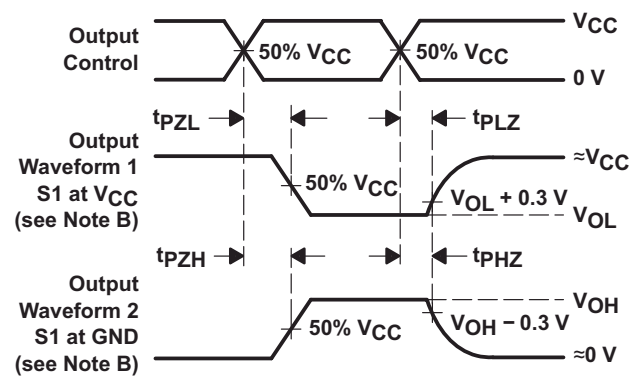 VCC
Output
Control
50% VCC
50% VCC
0 V
tPZL
tPLZ
Output
Waveform 1
S1 at VCC
(see Note B)
≈VCC
50% VCC
VOL + 0.3 V
VOL
tPZH
tPHZ
Output
Waveform 2
S1 at GND
(see Note B)
VOH
50% VCC
VOH − 0.3 V
≈0 V